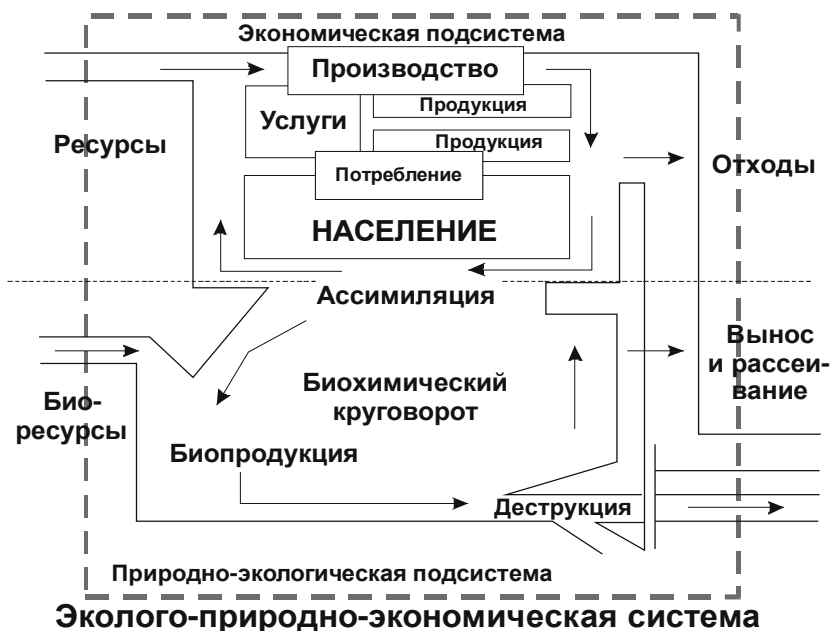 Экономическая подсистема
Производство
Услуги
Продукция
Продукция
Ресурсы
Потребление
Отходы
НАСЕЛЕНИЕ
Ассимиляция
Вынос
и рассеи-
вание
Биохимический
круговорот
Био-
ресурсы
Биопродукция
Деструкция
Природно-экологическая подсистема
Эколого-природно-экономическая система